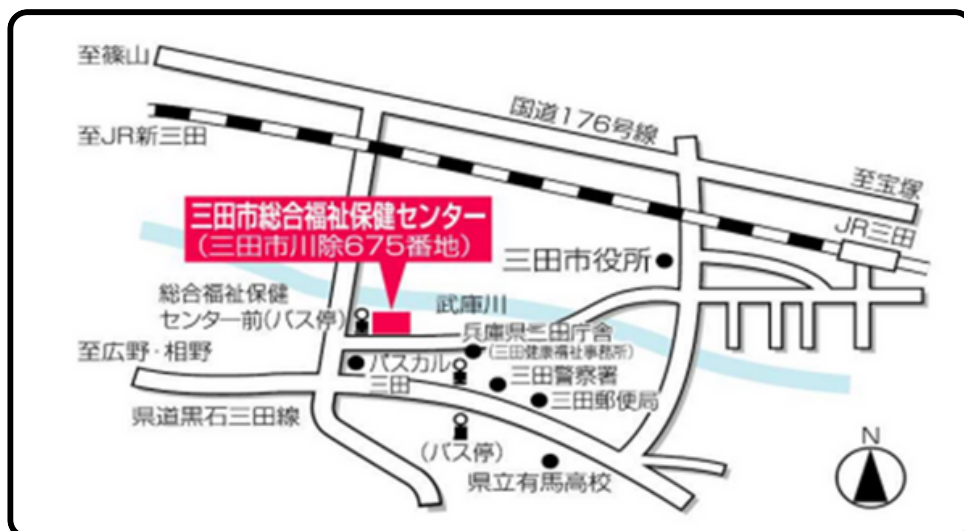 至篠山
国道176号線
至JR新三田
至宝塚
JR三田
三田市総合福祉保健センター
(三田市川除675番地)
三田市役所
総合福祉保健
センター前(バス停)
武庫川
兵庫県三田庁舎
(三田健康福祉事務所)
至広野・相野
パスカル
三田
三田警察署
三田郵便局
県道黒石三田線
(バス停)
県立有馬高校
N